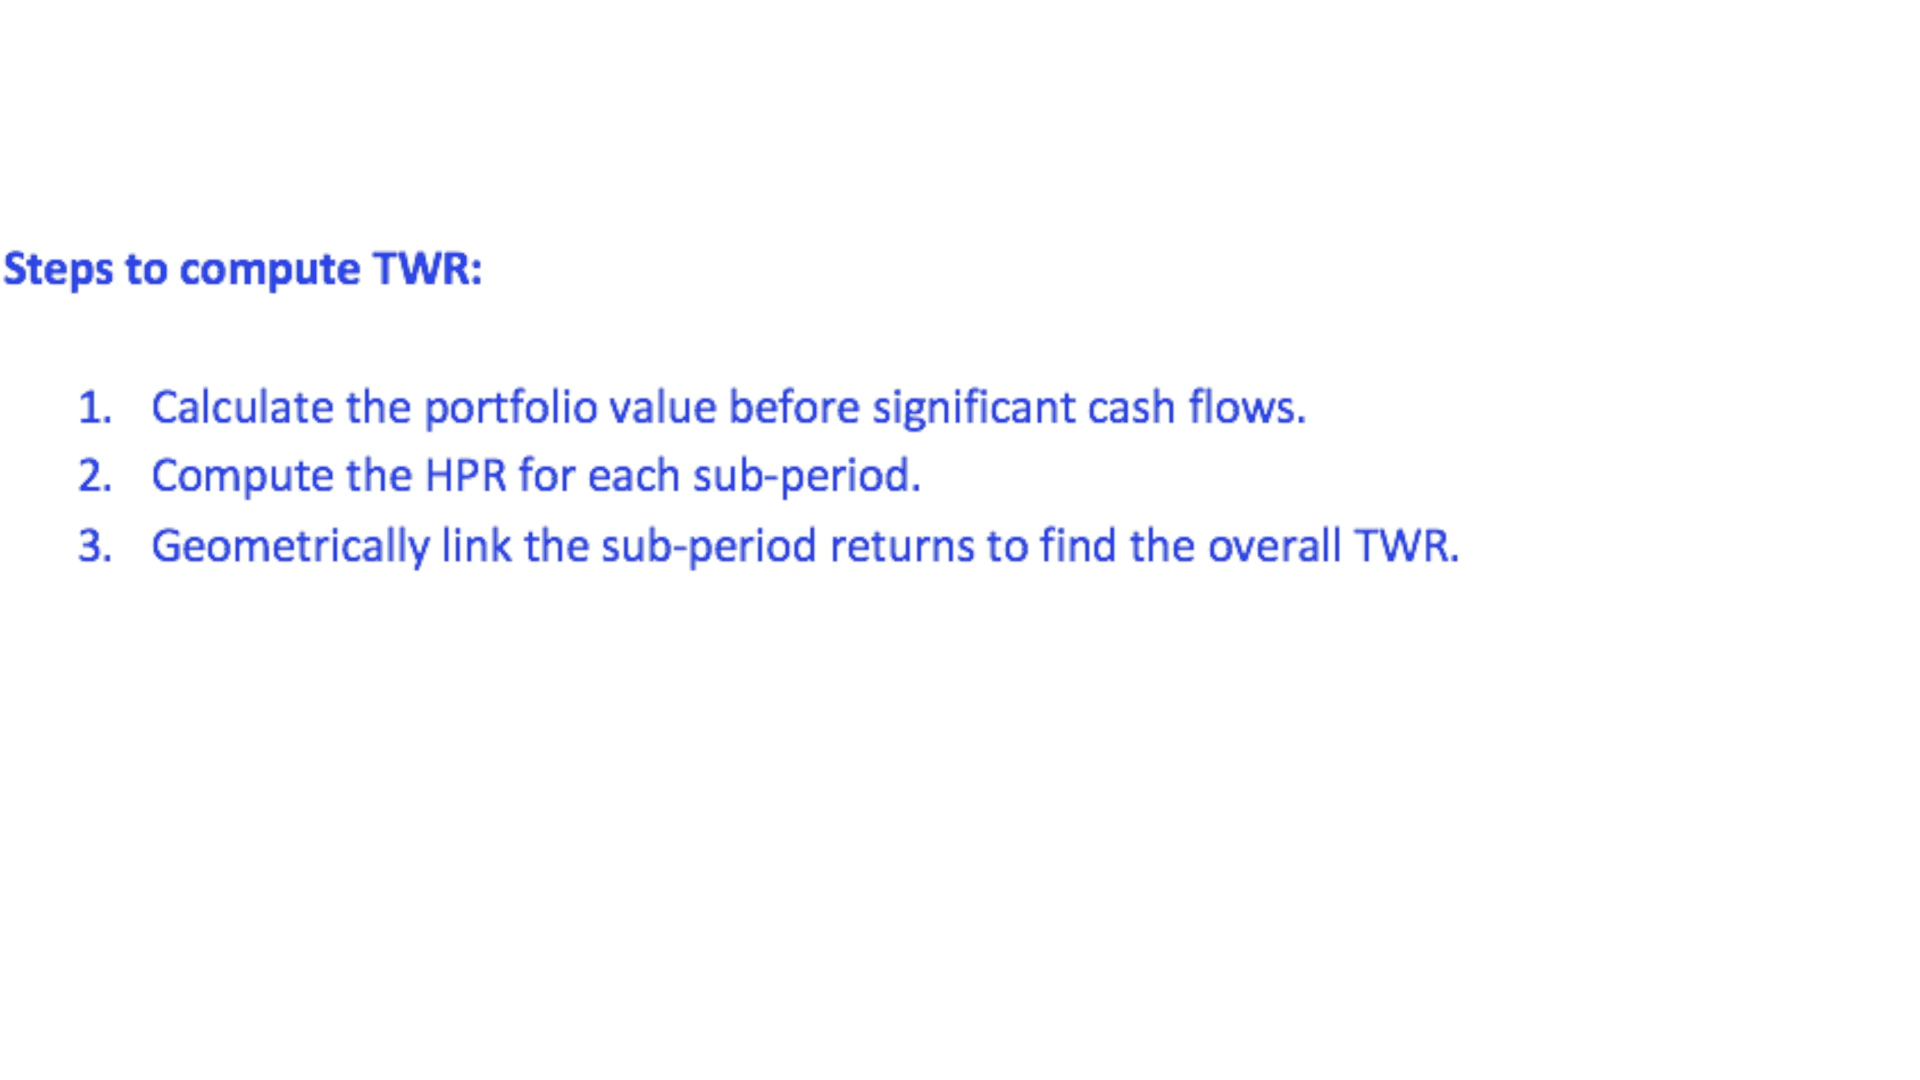 Steps to compute TWR:
1. Calculate the portfolio value before significant cash flows.
2. Compute the HPR for each sub-period.
3. Geometrically link the sub-period returns to find the overall TWR.